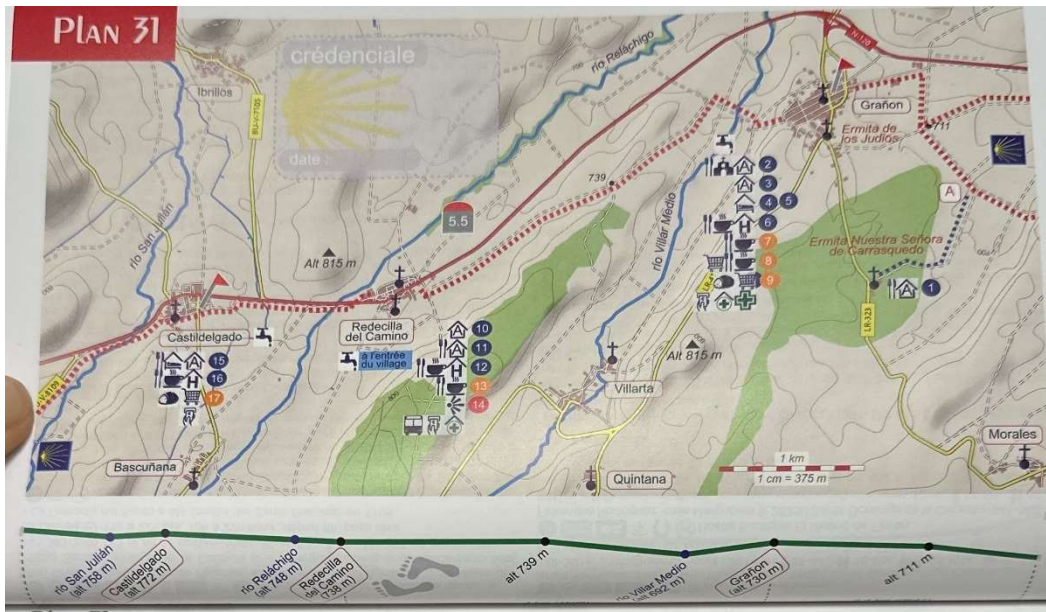 PLAN 31
crédenciale
date
Ibrillos
BU-V-7105
río Reláchigo
N-120
Grañon
711
Ermita de
los Judios
A
739
2
3
4 5
6
7
8
9
río San Julián
Alt 815 m
5.5
río Villar Medio
Ermita Nuestra Señora
de Carrasquedo
1
LR-323
Castildelgado
Redecilla
del Camino
à l'entrée
du village
10
11
12
13
14
15
16
17
Alt 815 m
Villarta
Bascuñana
Quintana
Morales
1 km
1 cm = 375 m
río San Julián
(alt 758 m)
Castildelgado
(alt 772 m)
río Reláchigo
(alt 748 m)
Redecilla
del Camino
(738 m)
alt 739 m
río Villar Medio
(alt 692 m)
Grañon
(alt 730 m)
alt 711 m